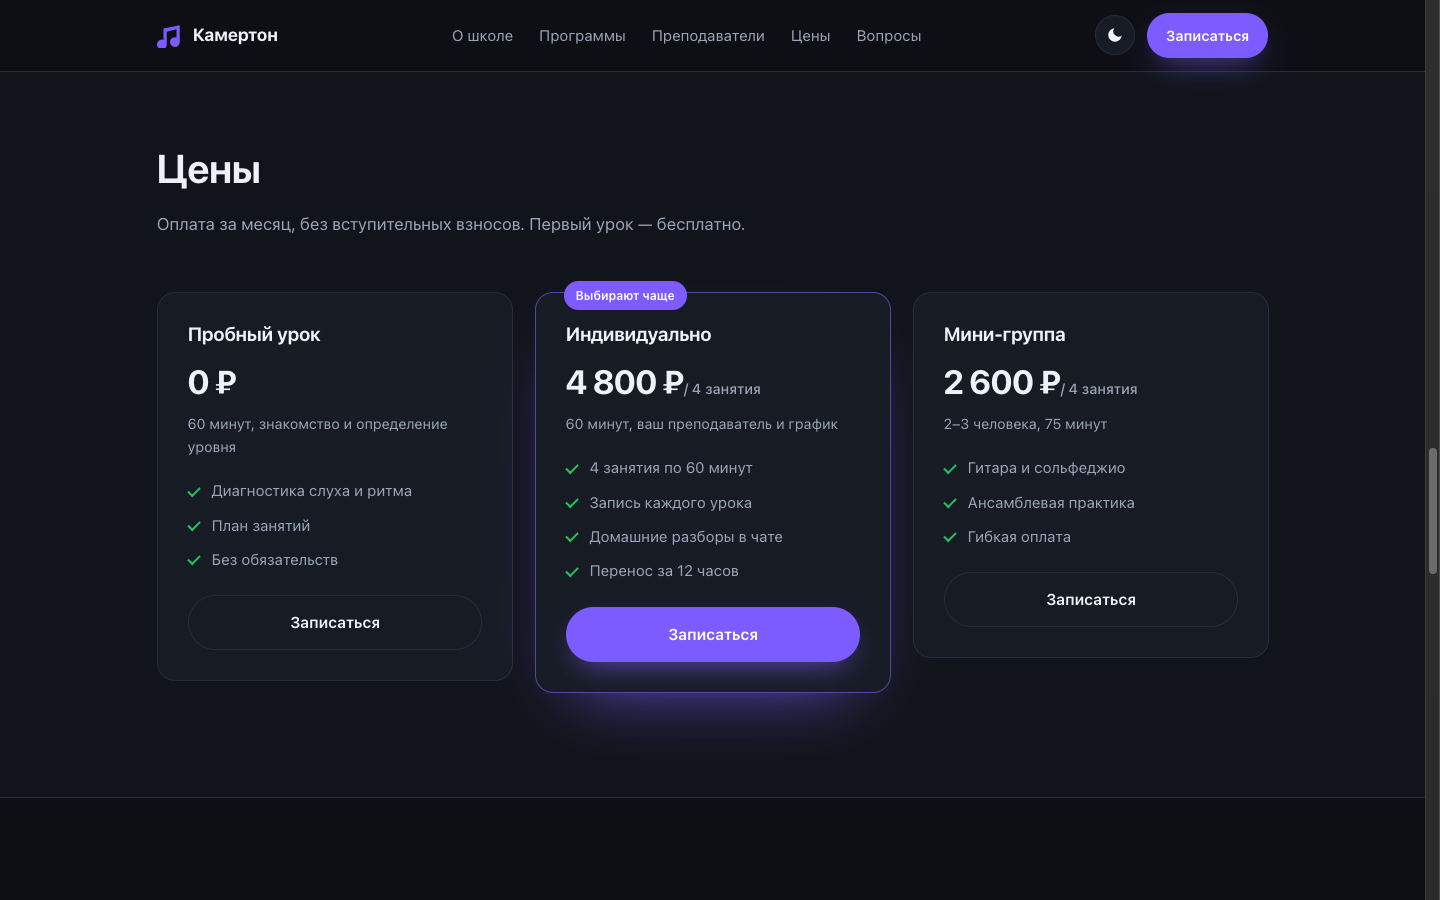 Камертон
О школе
Программы
Преподаватели
Цены
Вопросы
Записаться
Цены
Оплата за месяц, без вступительных взносов. Первый урок — бесплатно.
Пробный урок
0 ₽
60 минут, знакомство и определение
уровня
Диагностика слуха и ритма
План занятий
Без обязательств
Записаться
Выбирают чаще
Индивидуально
4 800 ₽/ 4 занятия
60 минут, ваш преподаватель и график
4 занятия по 60 минут
Запись каждого урока
Домашние разборы в чате
Перенос за 12 часов
Записаться
Мини-группа
2 600 ₽/ 4 занятия
2–3 человека, 75 минут
Гитара и сольфеджио
Ансамблевая практика
Гибкая оплата
Записаться